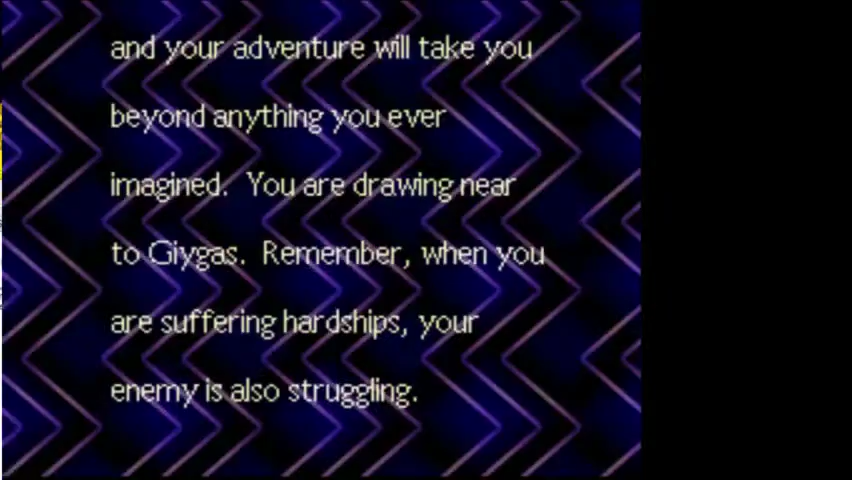 and your adventure will take you
beyond anything you ever
imagined.  You are drawing near
to Giygas.  Remember, when you
are suffering hardships, your
enemy is also struggling.